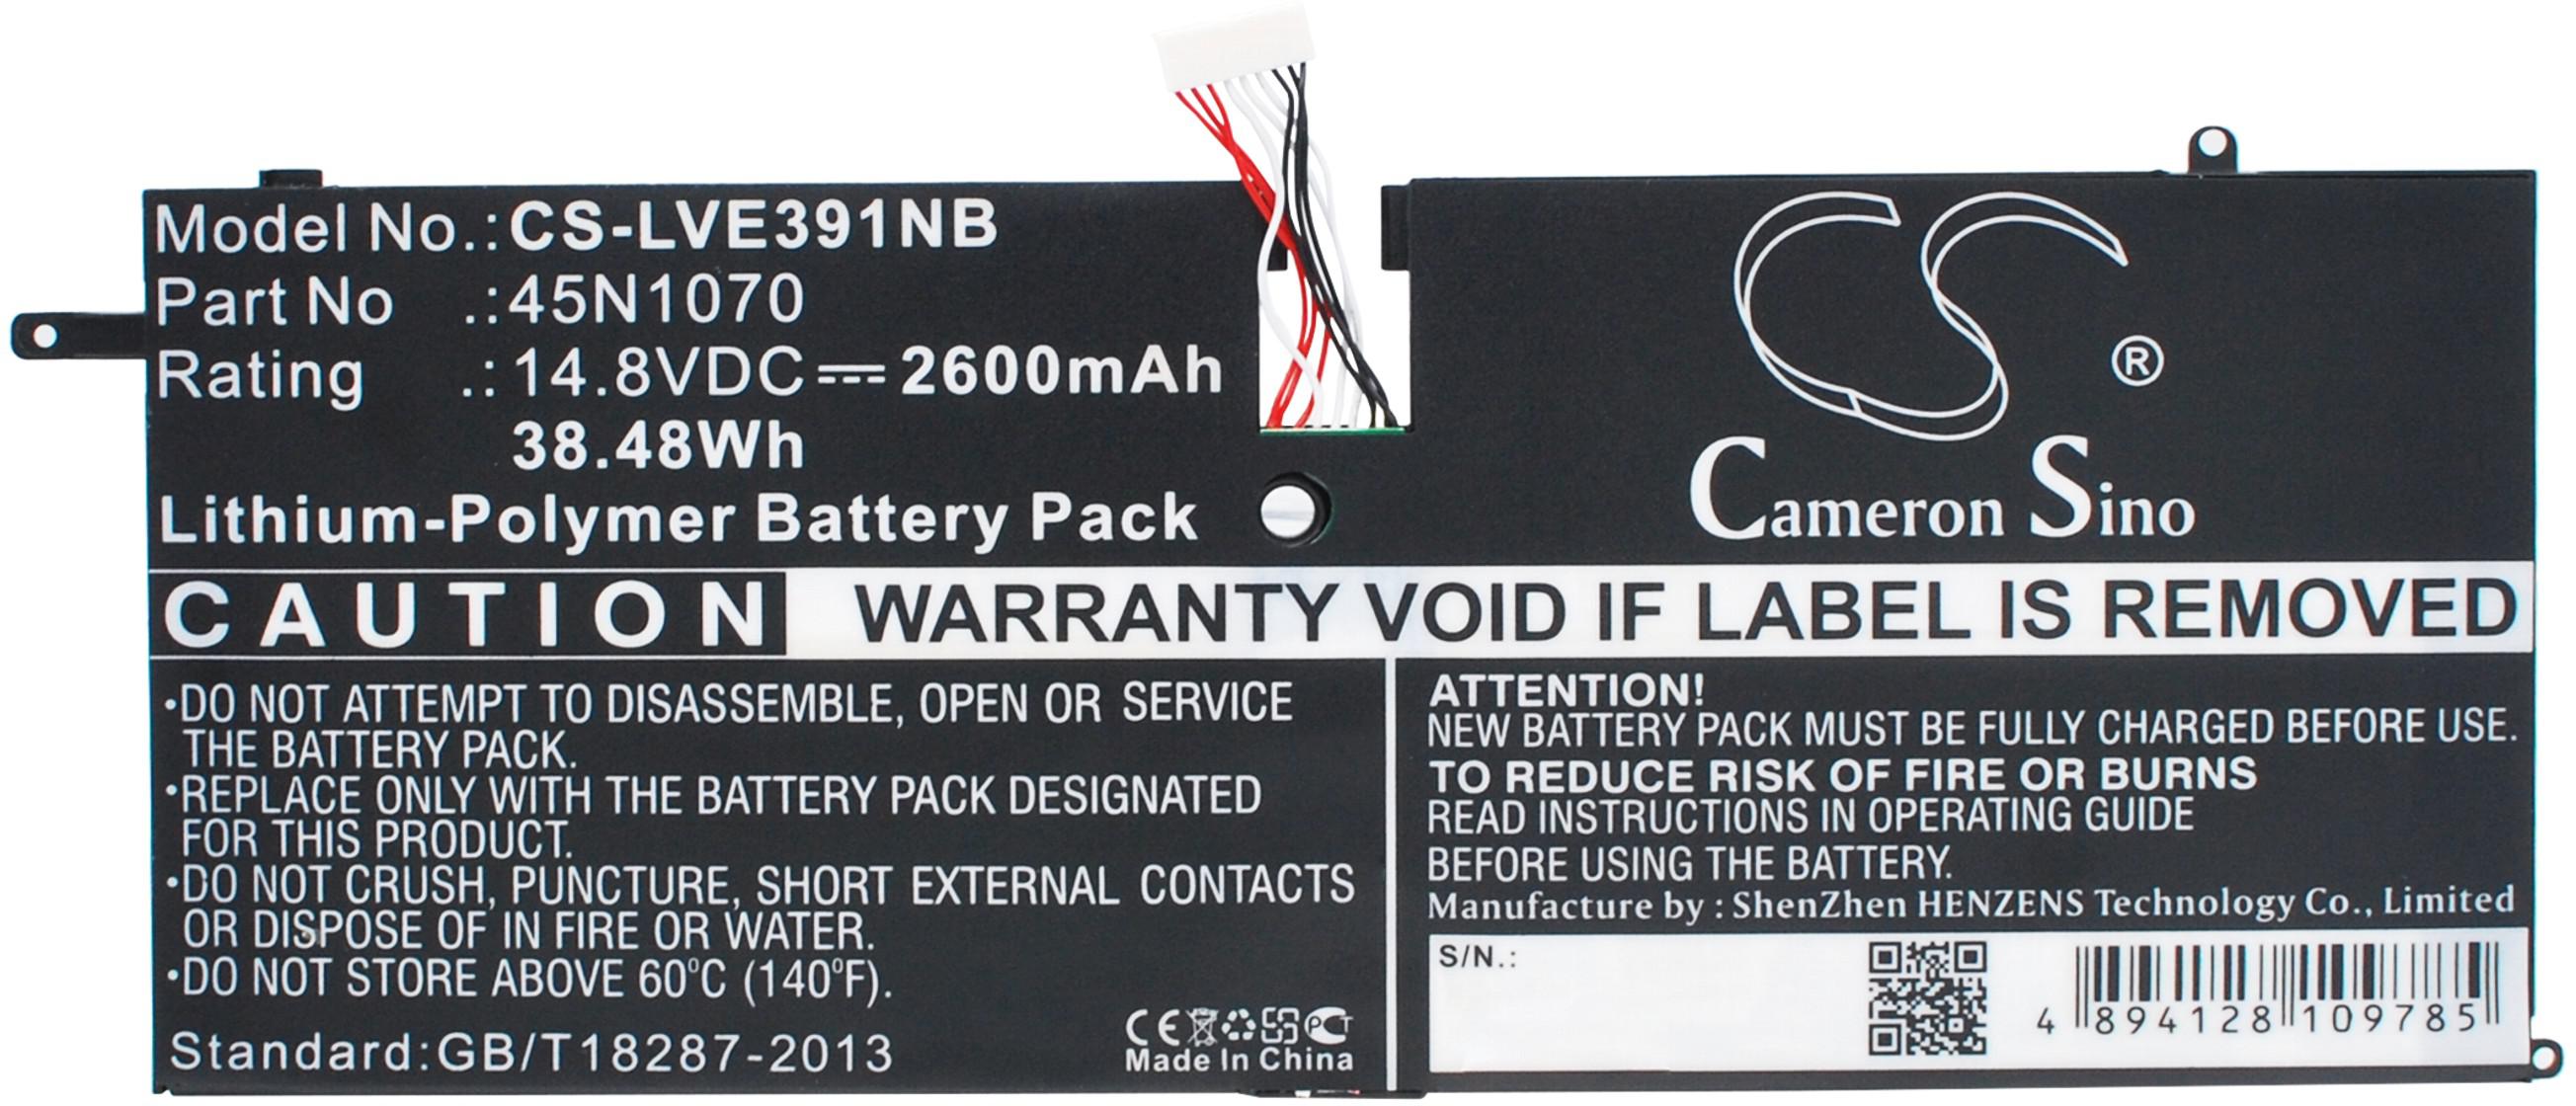 Model No.:CS-LVE391NB
Part No .:45N1070
Rating .:14.8VDC⎓2600mAh
38.48Wh
Lithium-Polymer Battery Pack
CS
®
Cameron Sino
CAUTION WARRANTY VOID IF LABEL IS REMOVED
•DO NOT ATTEMPT TO DISASSEMBLE, OPEN OR SERVICE
THE BATTERY PACK.
•REPLACE ONLY WITH THE BATTERY PACK DESIGNATED
FOR THIS PRODUCT.
•DO NOT CRUSH, PUNCTURE, SHORT EXTERNAL CONTACTS
OR DISPOSE OF IN FIRE OR WATER.
•DO NOT STORE ABOVE 60°C (140°F).
Standard:GB/T18287-2013
CE PCT
Made In China
ATTENTION!
NEW BATTERY PACK MUST BE FULLY CHARGED BEFORE USE.
TO REDUCE RISK OF FIRE OR BURNS
READ INSTRUCTIONS IN OPERATING GUIDE
BEFORE USING THE BATTERY.
Manufacture by : ShenZhen HENZENS Technology Co., Limited
S/N.:
4 894128 109785